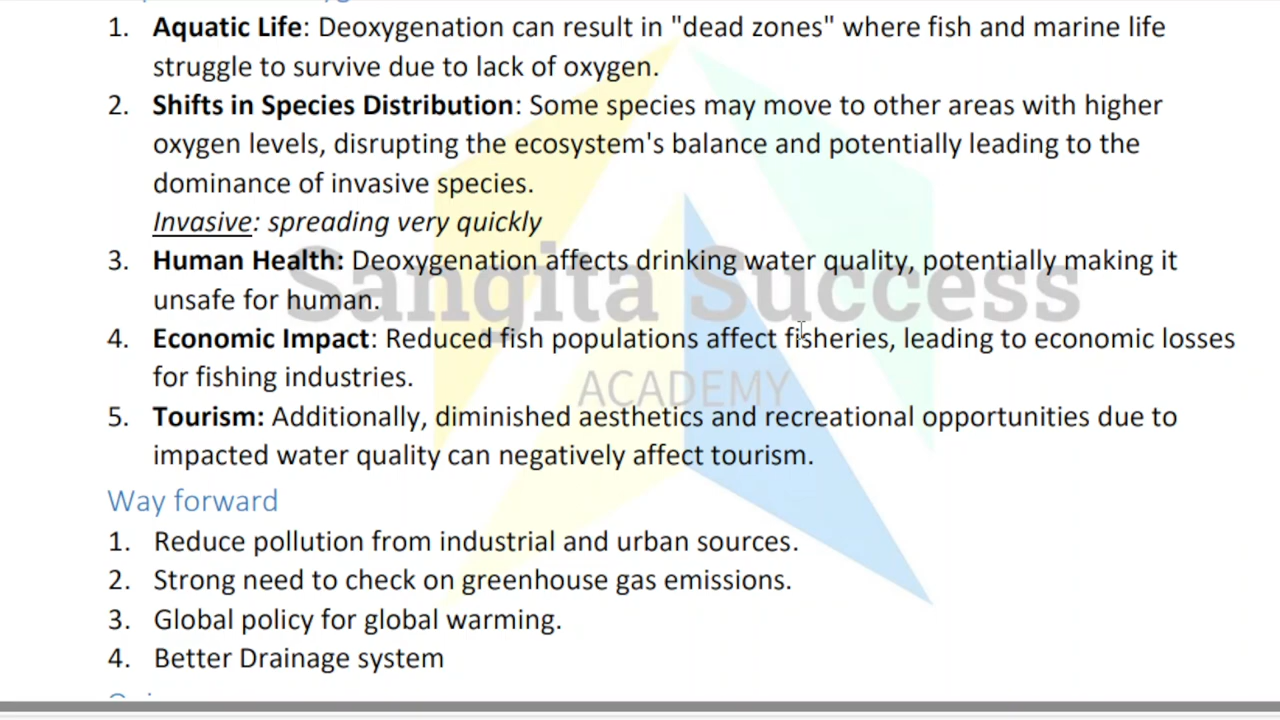 1. Aquatic Life: Deoxygenation can result in "dead zones" where fish and marine life
struggle to survive due to lack of oxygen.
2. Shifts in Species Distribution: Some species may move to other areas with higher
oxygen levels, disrupting the ecosystem's balance and potentially leading to the
dominance of invasive species.
Invasive: spreading very quickly
3. Human Health: Deoxygenation affects drinking water quality, potentially making it
unsafe for human.
4. Economic Impact: Reduced fish populations affect fisheries, leading to economic losses
for fishing industries.
5. Tourism: Additionally, diminished aesthetics and recreational opportunities due to
impacted water quality can negatively affect tourism.
Way forward
1. Reduce pollution from industrial and urban sources.
2. Strong need to check on greenhouse gas emissions.
3. Global policy for global warming.
4. Better Drainage system
Sangita Success
ACADEMY